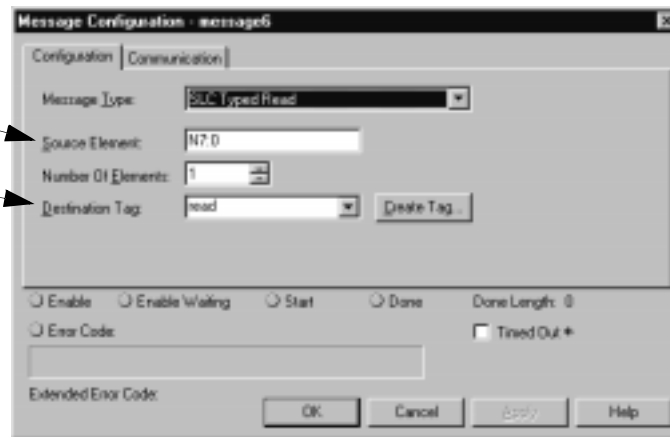 Message Configuration - message6
Configuration
Communication
Message Type: SLC Typed Read
Source Element: N7:0
Number Of Elements: 1
Destination Tag: read Create Tag...
Enable Enable Waiting Start Done Done Length: 0
Error Code: Timed Out
Extended Error Code:
OK Cancel Apply Help